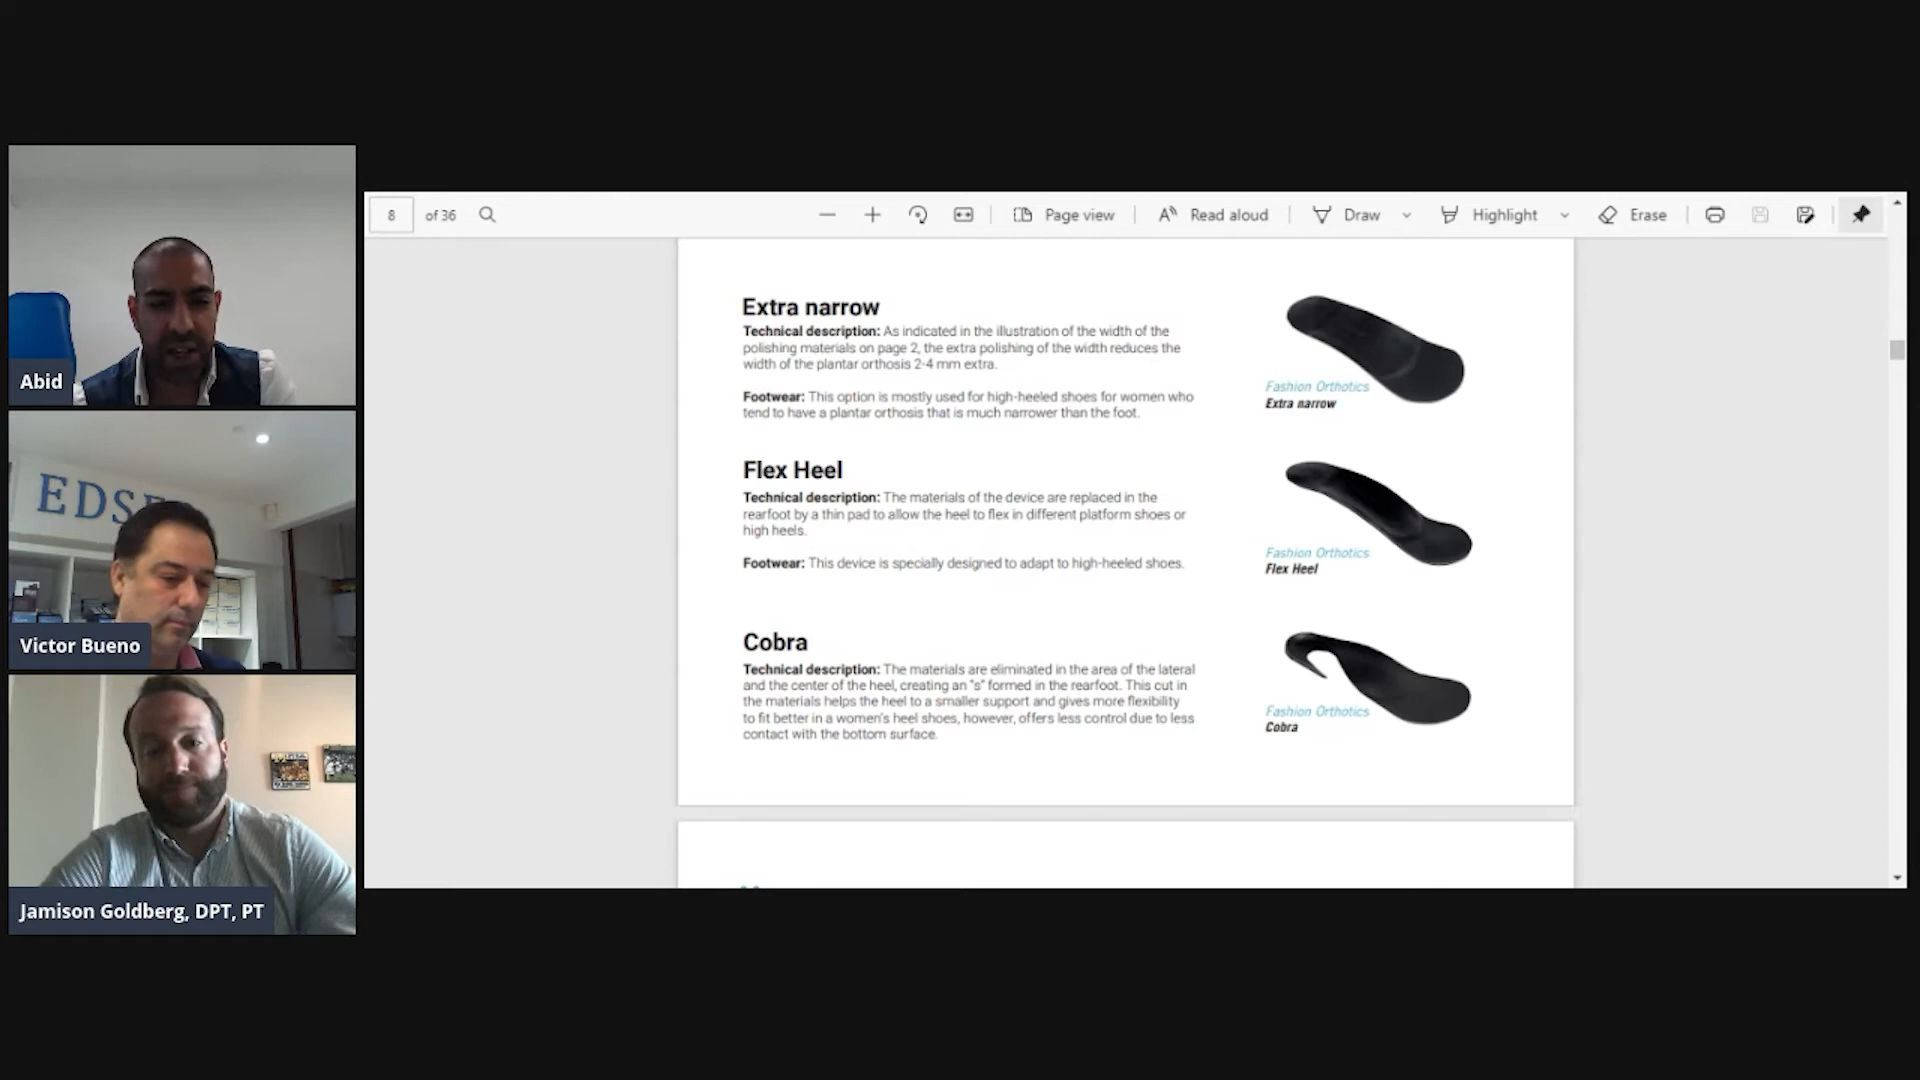 Abid
EDSE
Victor Bueno
Jamison Goldberg, DPT, PT
8 of 36
Page view
Read aloud
Draw
Highlight
Erase
Extra narrow
Technical description: As indicated in the illustration of the width of the
polishing materials on page 2, the extra polishing of the width reduces the
width of the plantar orthosis 2-4 mm extra.
Footwear: This option is mostly used for high-heeled shoes for women who
tend to have a plantar orthosis that is much narrower than the foot.
Fashion Orthotics
Extra narrow
Flex Heel
Technical description: The materials of the device are replaced in the
rearfoot by a thin pad to allow the heel to flex in different platform shoes or
high heels.
Footwear: This device is specially designed to adapt to high-heeled shoes.
Fashion Orthotics
Flex Heel
Cobra
Technical description: The materials are eliminated in the area of the lateral
and the center of the heel, creating an "s" formed in the rearfoot. This cut in
the materials helps the heel to a smaller support and gives more flexibility
to fit better in a women's heel shoes, however, offers less control due to less
contact with the bottom surface.
Fashion Orthotics
Cobra